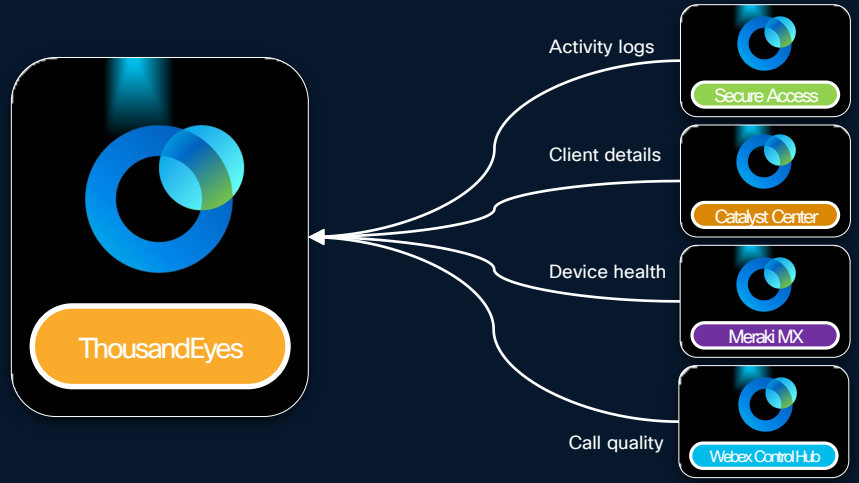 Activity logs
Secure Access
Client details
Catalyst Center
Device health
Meraki MX
ThousandEyes
Call quality
Webex Control Hub